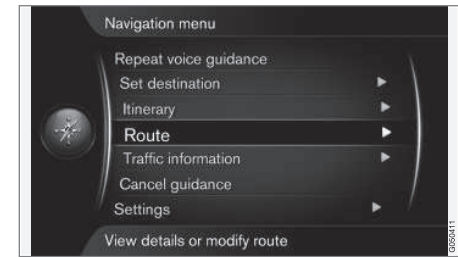 Navigation menu
Repeat voice guidance
Set destination
Itinerary
Route
Traffic information
Cancel guidance
Settings
View details or modify route
G050411